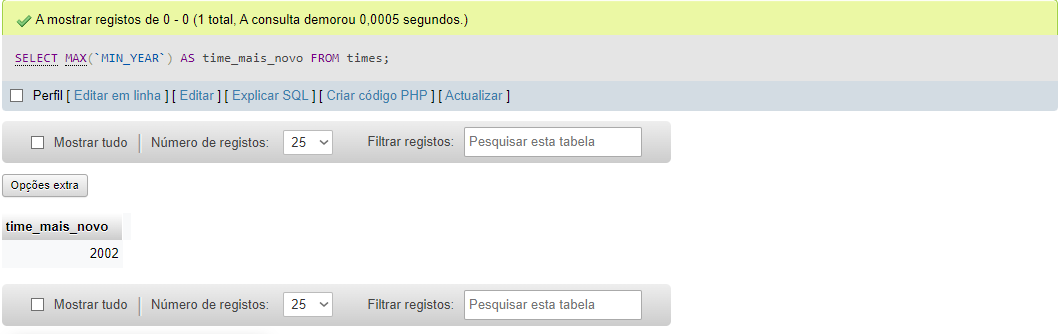 A mostrar registos de 0 - 0 (1 total, A consulta demorou 0,0005 segundos.)
SELECT MAX(`MIN_YEAR`) AS time_mais_novo FROM times;
Perfil [ Editar em linha ] [ Editar ] [ Explicar SQL ] [ Criar código PHP ] [ Actualizar ]
Mostrar tudo | Número de registos: 25 Filtrar registos: Pesquisar esta tabela
Opções extra
time_mais_novo
2002
Mostrar tudo | Número de registos: 25 Filtrar registos: Pesquisar esta tabela